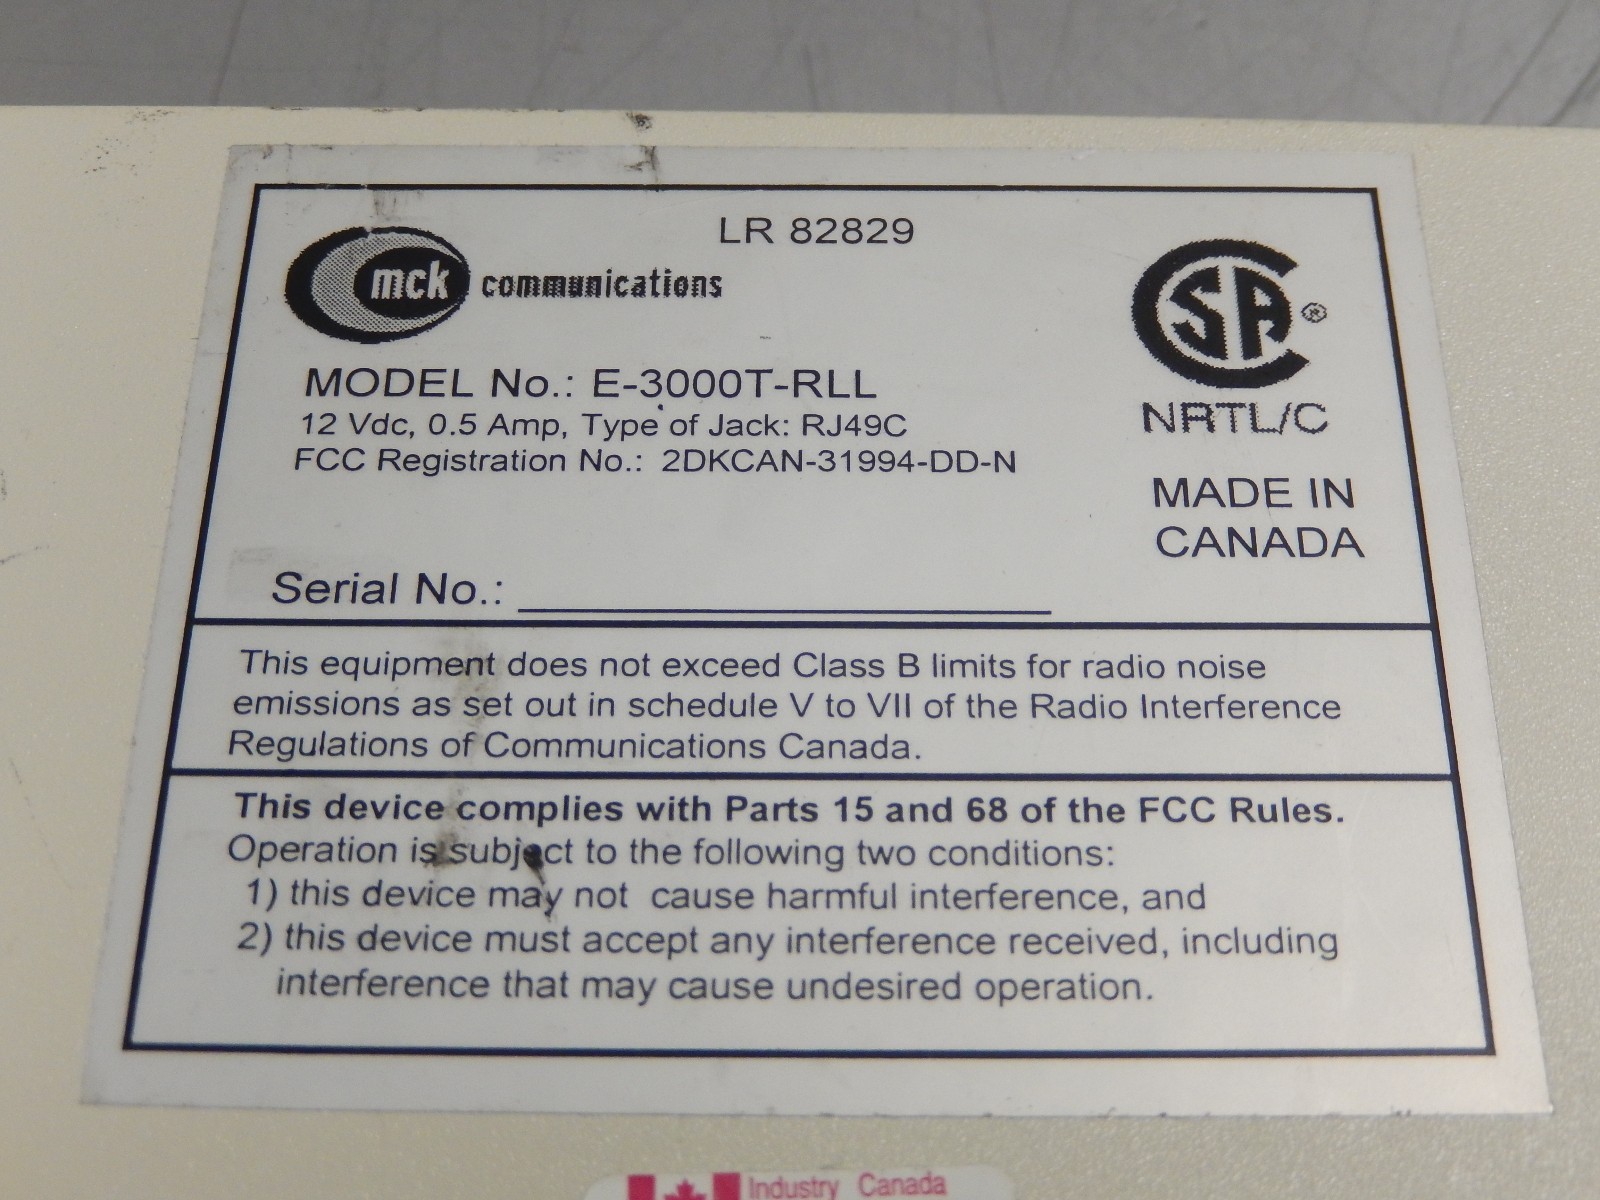 LR 82829
mck communications
CSA ®
NRTL/C
MODEL No.: E-3000T-RLL
12 Vdc, 0.5 Amp, Type of Jack: RJ49C
FCC Registration No.: 2DKCAN-31994-DD-N
MADE IN
CANADA
Serial No.:
This equipment does not exceed Class B limits for radio noise
emissions as set out in schedule V to VII of the Radio Interference
Regulations of Communications Canada.
This device complies with Parts 15 and 68 of the FCC Rules.
Operation is subject to the following two conditions:
1) this device may not cause harmful interference, and
2) this device must accept any interference received, including
interference that may cause undesired operation.
Industry Canada